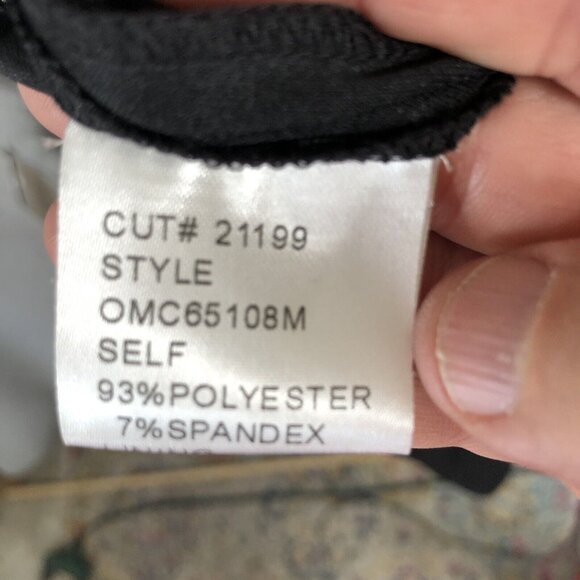 CUT# 21199
STYLE
OMC65108M
SELF
93%POLYESTER
7%SPANDEX